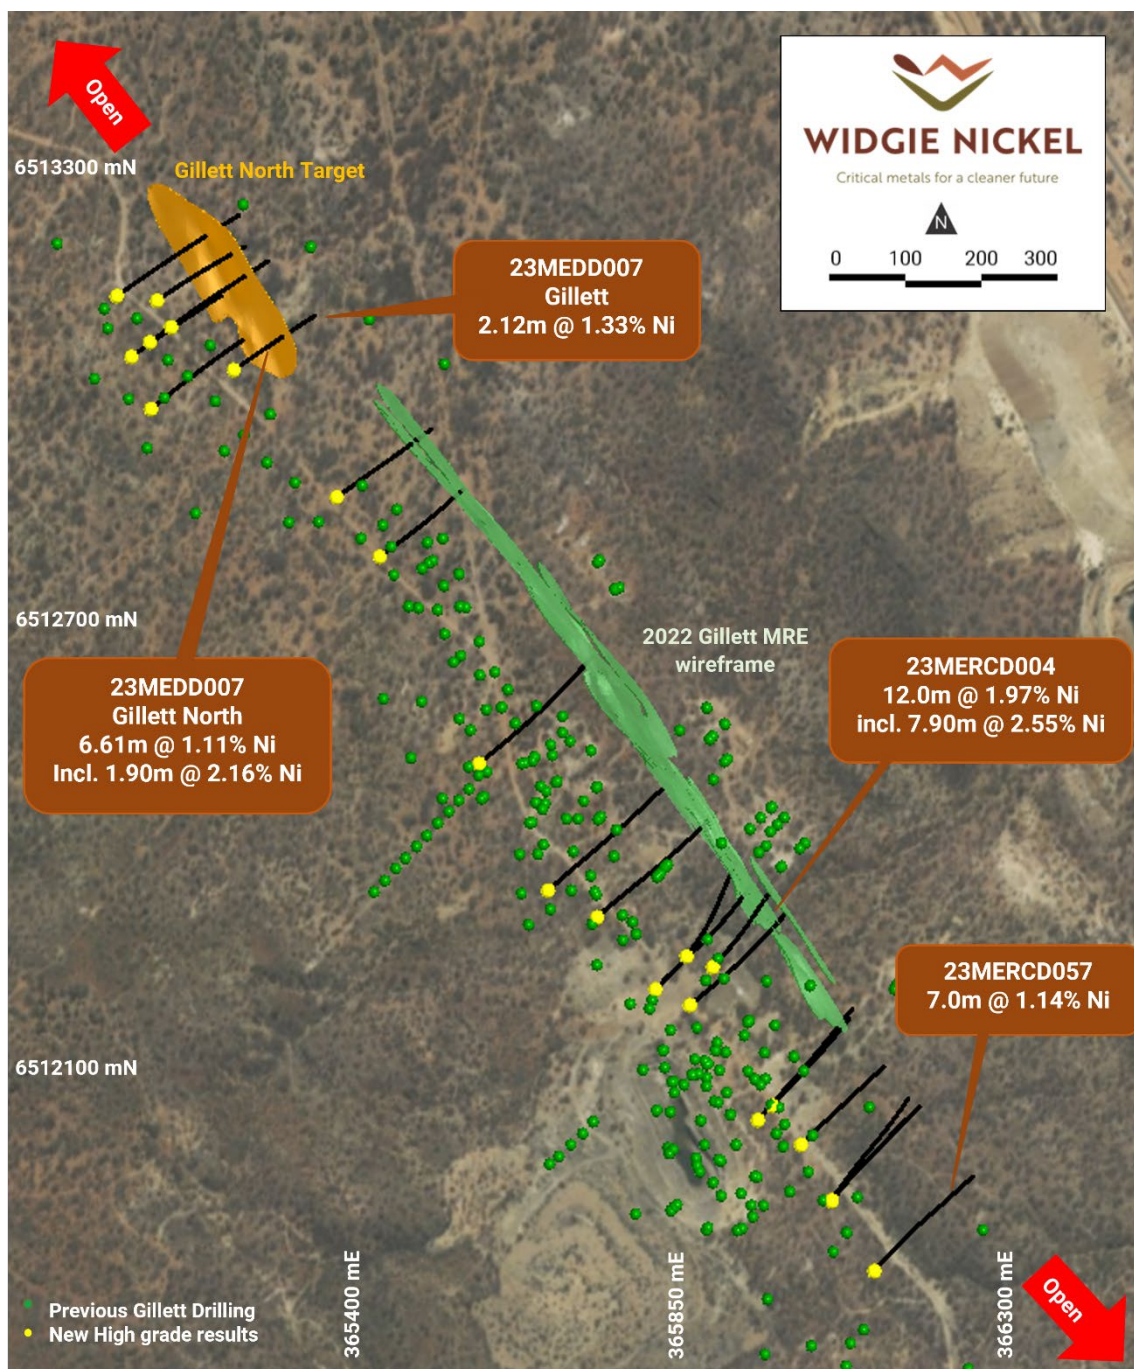 Open
WIDGIE NICKEL
Critical metals for a cleaner future
N
0 100 200 300
6513300 mN
Gillett North Target
23MEDD007
Gillett
2.12m @ 1.33% Ni
6512700 mN
2022 Gillett MRE
wireframe
23MERCD004
12.0m @ 1.97% Ni
incl. 7.90m @ 2.55% Ni
23MEDD007
Gillett North
6.61m @ 1.11% Ni
Incl. 1.90m @ 2.16% Ni
23MERCD057
7.0m @ 1.14% Ni
6512100 mN
365400 mE
365850 mE
366300 mE
Open
Previous Gillett Drilling
New High grade results